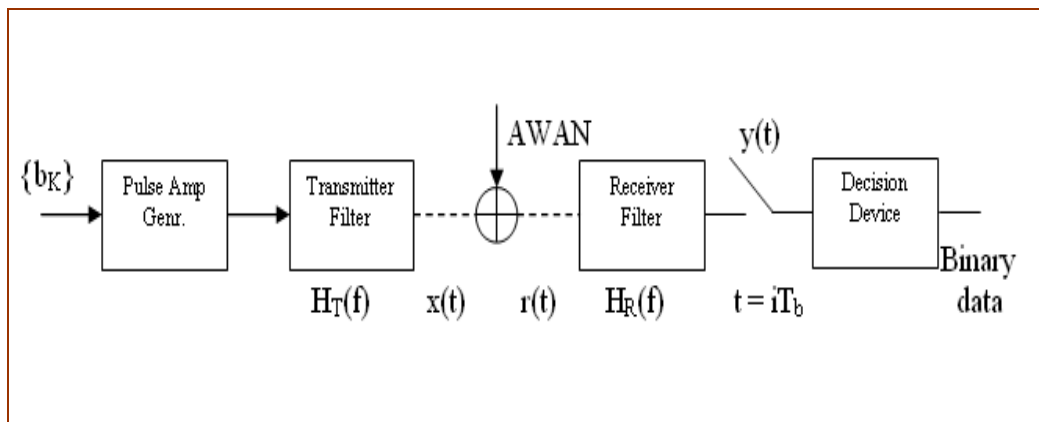 {bK}
Pulse Amp
Genr.
Transmitter
Filter
HT(f)
x(t)
AWAN
r(t)
Receiver
Filter
HR(f)
y(t)
t = iTb
Decision
Device
Binary
data